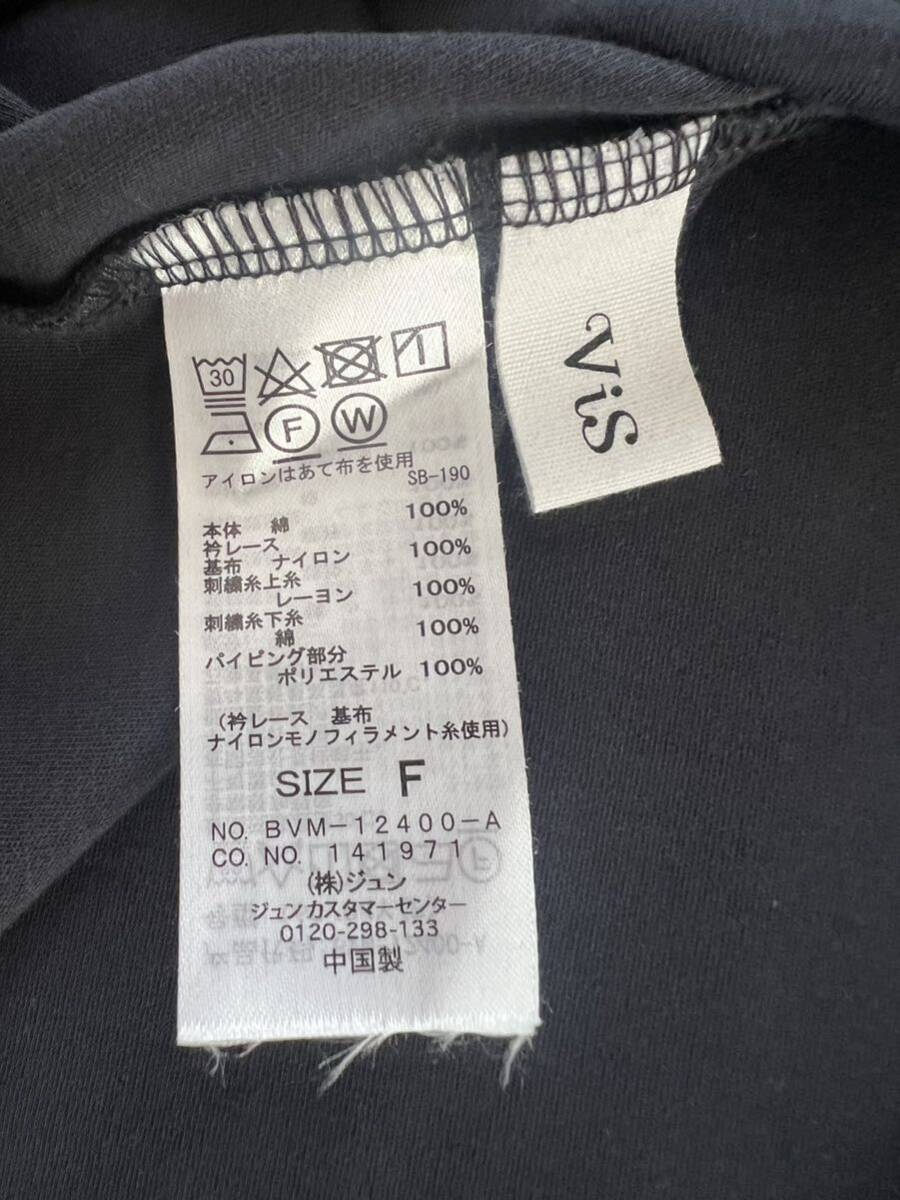 30
F W
アイロンはあて布を使用
SB-190
本体 綿 100%
衿レース
基布 ナイロン 100%
刺繍糸上糸
レーヨン 100%
刺繍糸下糸
綿 100%
パイピング部分
ポリエステル 100%
(衿レース 基布
ナイロンモノフィラメント糸使用)
SIZE F
NO. BVM-12400-A
CO. NO. 141971
(株)ジュン
ジュンカスタマーセンター
0120-298-133
中国製
ViS